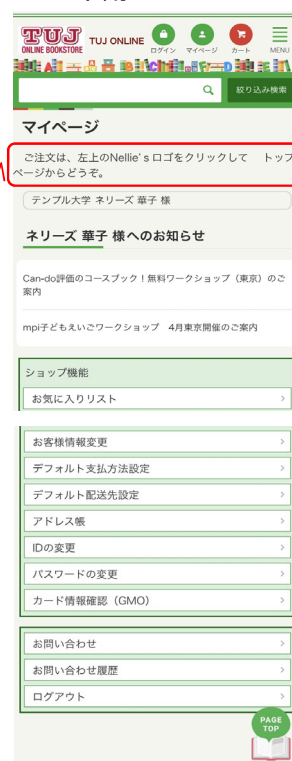 TUJ
ONLINE BOOKSTORE
TUJ ONLINE
ログイン
マイページ
カート
MENU
絞り込み検索
マイページ
ご注文は、左上のNellie'sロゴをクリックして　トップ
ページからどうぞ。
テンプル大学 ネリーズ 華子 様
ネリーズ 華子 様へのお知らせ
Can-do評価のコースブック！無料ワークショップ（東京）のご
案内
mpi子どもえいごワークショップ　4月東京開催のご案内
ショップ機能
お気に入りリスト
お客様情報変更
デフォルト支払方法設定
デフォルト配送先設定
アドレス帳
IDの変更
パスワードの変更
カード情報確認（GMO）
お問い合わせ
お問い合わせ履歴
ログアウト
PAGE
TOP